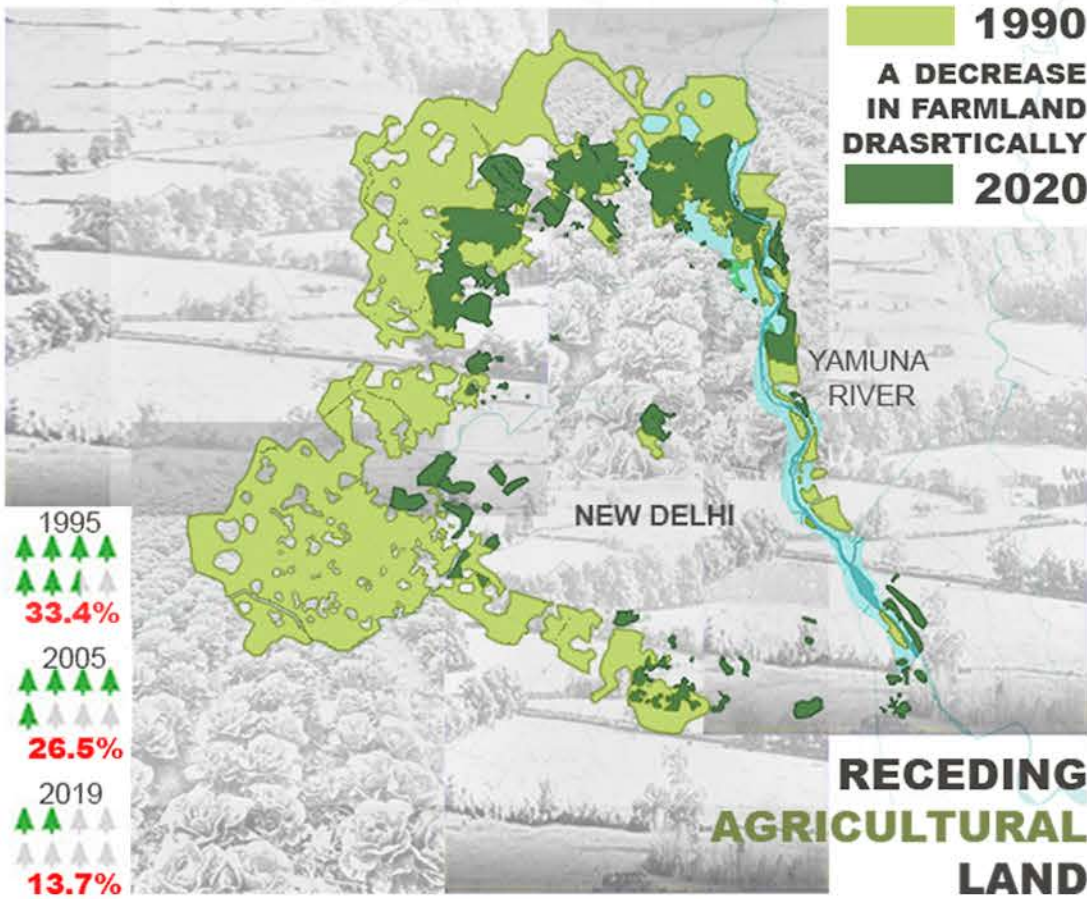 1990
A DECREASE
IN FARMLAND
DRASRTICALLY
2020
YAMUNA
RIVER
NEW DELHI
1995
33.4%
2005
26.5%
2019
13.7%
RECEDING
AGRICULTURAL
LAND